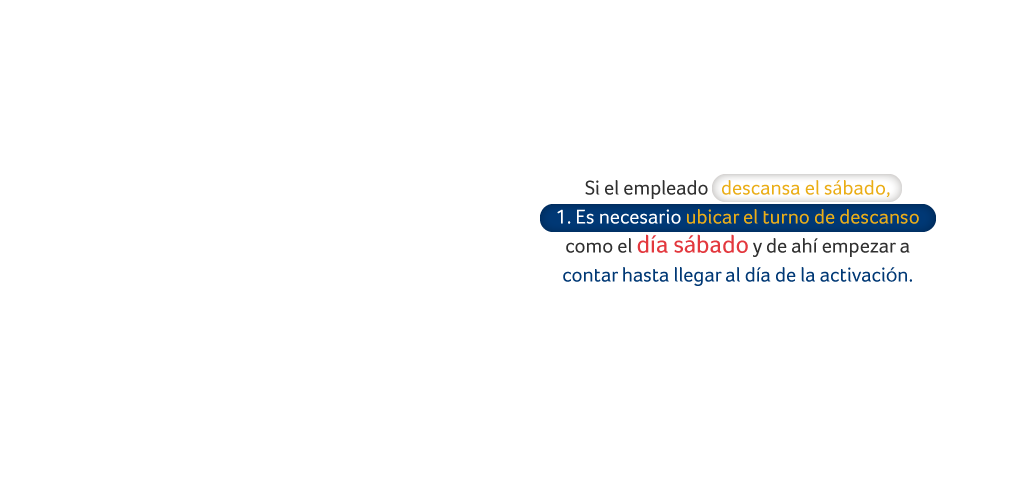 Si el empleado descansa el sábado,
1. Es necesario ubicar el turno de descanso
como el día sábado y de ahí empezar a
contar hasta llegar al día de la activación.